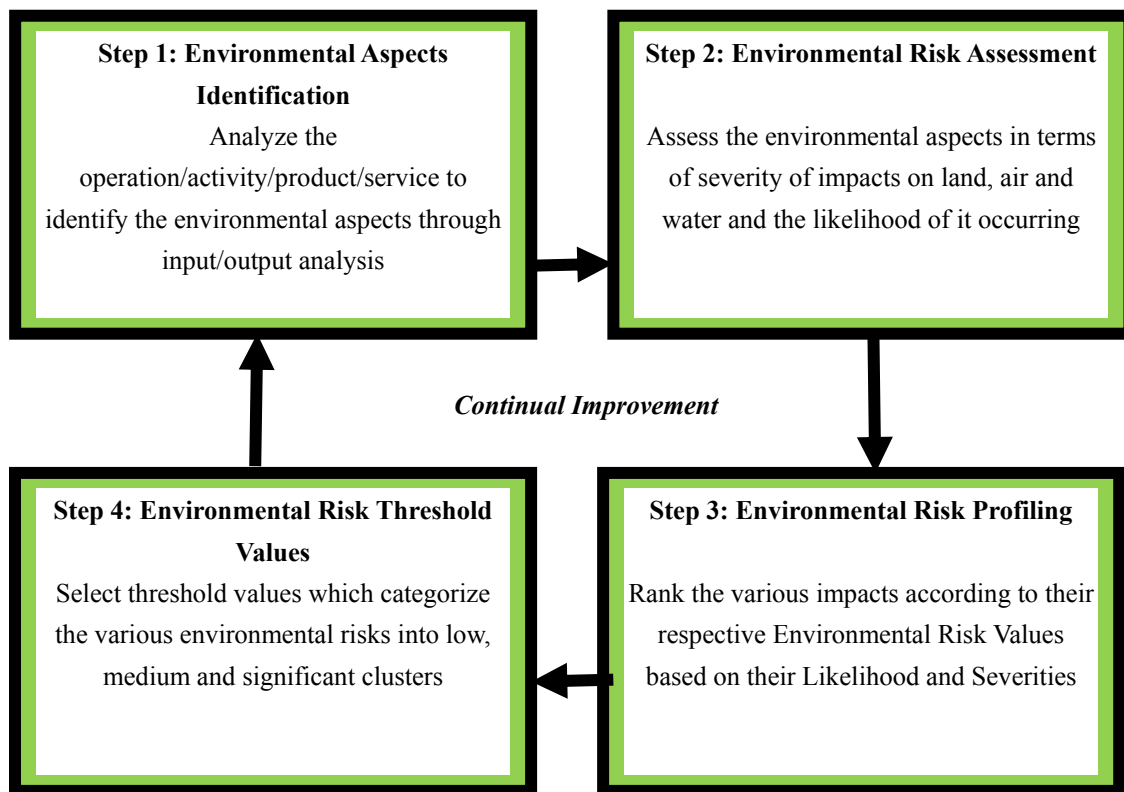 Step 1: Environmental Aspects
Identification
Analyze the
operation/activity/product/service to
identify the environmental aspects through
input/output analysis
Step 2: Environmental Risk Assessment
Assess the environmental aspects in terms
of severity of impacts on land, air and
water and the likelihood of it occurring
Continual Improvement
Step 4: Environmental Risk Threshold
Values
Select threshold values which categorize
the various environmental risks into low,
medium and significant clusters
Step 3: Environmental Risk Profiling
Rank the various impacts according to their
respective Environmental Risk Values
based on their Likelihood and Severities